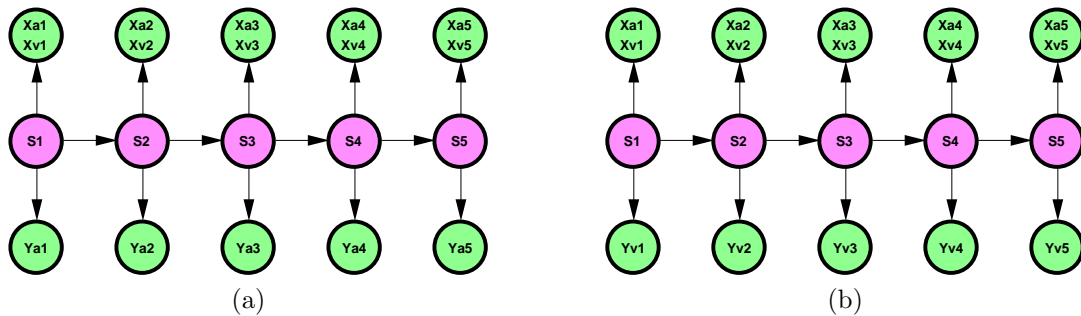 Xa1 Xa2 Xa3 Xa4 Xa5
Xv1 Xv2 Xv3 Xv4 Xv5
S1 S2 S3 S4 S5
Ya1 Ya2 Ya3 Ya4 Ya5
(a)
Xa1 Xa2 Xa3 Xa4 Xa5
Xv1 Xv2 Xv3 Xv4 Xv5
S1 S2 S3 S4 S5
Yv1 Yv2 Yv3 Yv4 Yv5
(b)